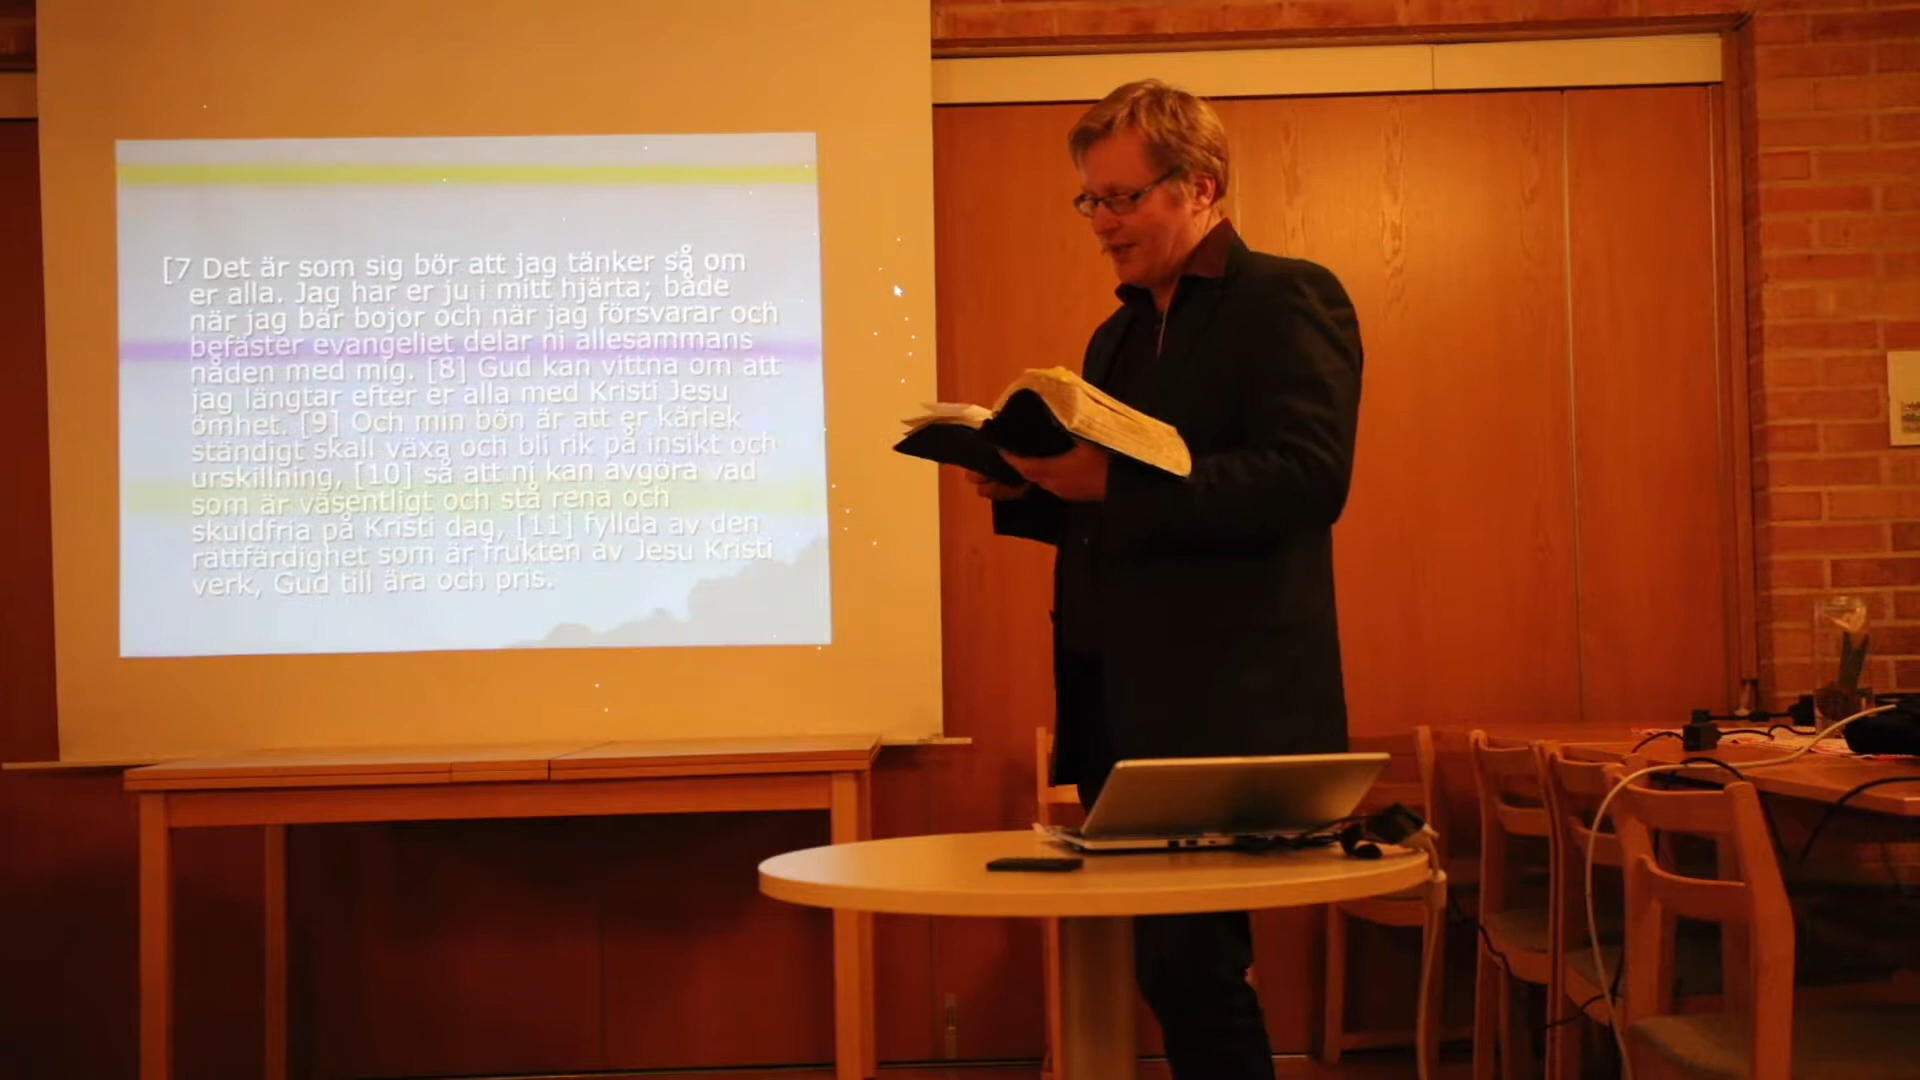 [7 Det är som sig bör att jag tänker så om
er alla. Jag har er ju i mitt hjärta; både
när jag bär bojor och när jag försvarar och
befäster evangeliet delar ni allesammans
nåden med mig. [8] Gud kan vittna om att
jag längtar efter er alla med Kristi Jesu
ömhet. [9] Och min bön är att er kärlek
ständigt skall växa och bli rik på insikt och
urskillning, [10] så att ni kan avgöra vad
som är väsentligt och stå rena och
skuldfria på Kristi dag, [11] fyllda av den
rättfärdighet som är frukten av Jesu Kristi
verk, Gud till ära och pris.